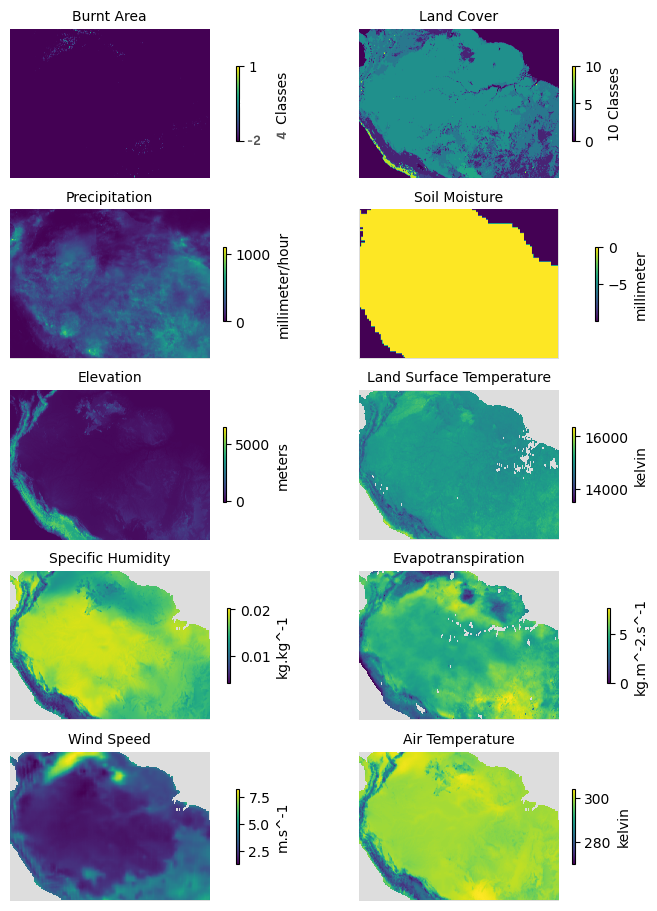 Burnt Area
1
-2
4 Classes
Land Cover
10
5
0
10 Classes
Precipitation
1000
0
millimeter/hour
Soil Moisture
0
−5
millimeter
Elevation
5000
0
meters
Land Surface Temperature
16000
14000
kelvin
Specific Humidity
0.02
0.01
kg.kg^-1
Evapotranspiration
5
0
kg.m^-2.s^-1
Wind Speed
7.5
5.0
2.5
m.s^-1
Air Temperature
300
280
kelvin